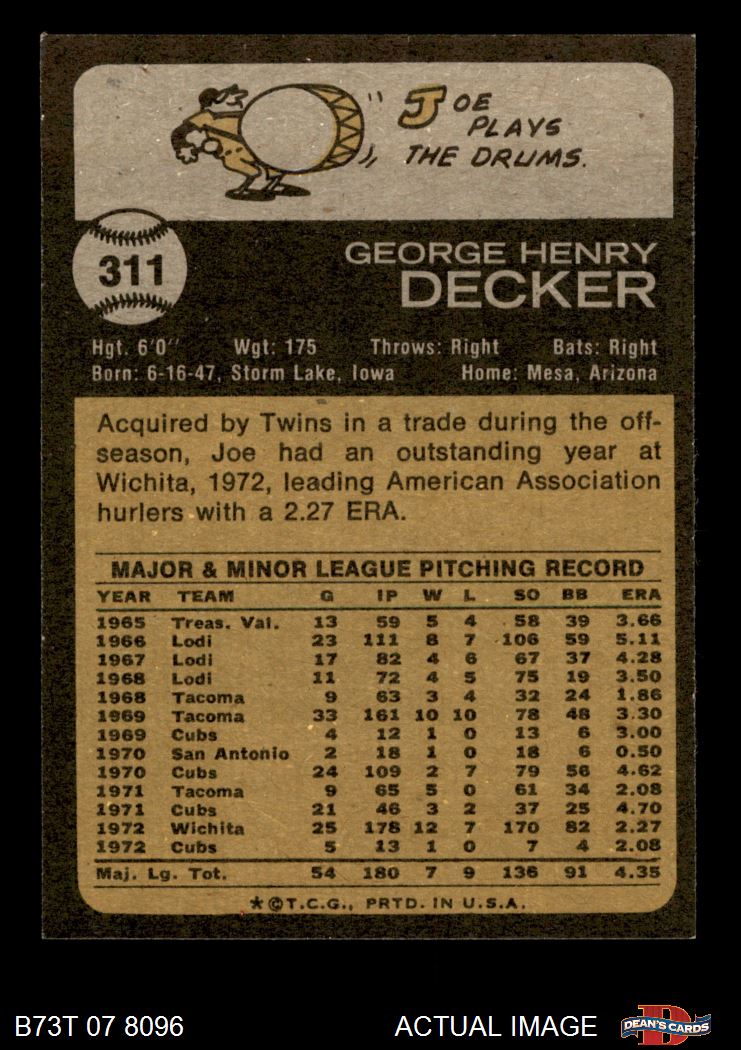 JOE
PLAYS
THE DRUMS.
311
GEORGE HENRY
DECKER
Hgt. 6'0" Wgt: 175 Throws: Right Bats: Right
Born: 6-16-47, Storm Lake, Iowa Home: Mesa, Arizona
Acquired by Twins in a trade during the off-
season, Joe had an outstanding year at
Wichita, 1972, leading American Association
hurlers with a 2.27 ERA.
MAJOR & MINOR LEAGUE PITCHING RECORD
YEAR TEAM G IP W L SO BB ERA
1965 Treas. Val. 13 59 5 4 58 39 3.66
1966 Lodi 23 111 8 7 106 59 5.11
1967 Lodi 17 82 4 6 67 37 4.28
1968 Lodi 11 72 4 5 75 19 3.50
1968 Tacoma 9 63 3 4 32 24 1.86
1969 Tacoma 33 161 10 10 78 48 3.30
1969 Cubs 4 12 1 0 13 6 3.00
1970 San Antonio 2 18 1 0 18 6 0.50
1970 Cubs 24 109 2 7 79 56 4.62
1971 Tacoma 9 65 5 0 61 34 2.08
1971 Cubs 21 46 3 2 37 25 4.70
1972 Wichita 25 178 12 7 170 82 2.27
1972 Cubs 5 13 1 0 7 4 2.08
Maj. Lg. Tot. 54 180 7 9 136 91 4.35
*©T.C.G., PRTD. IN U.S.A.
B73T 07 8096 ACTUAL IMAGE D DEAN'S CARDS